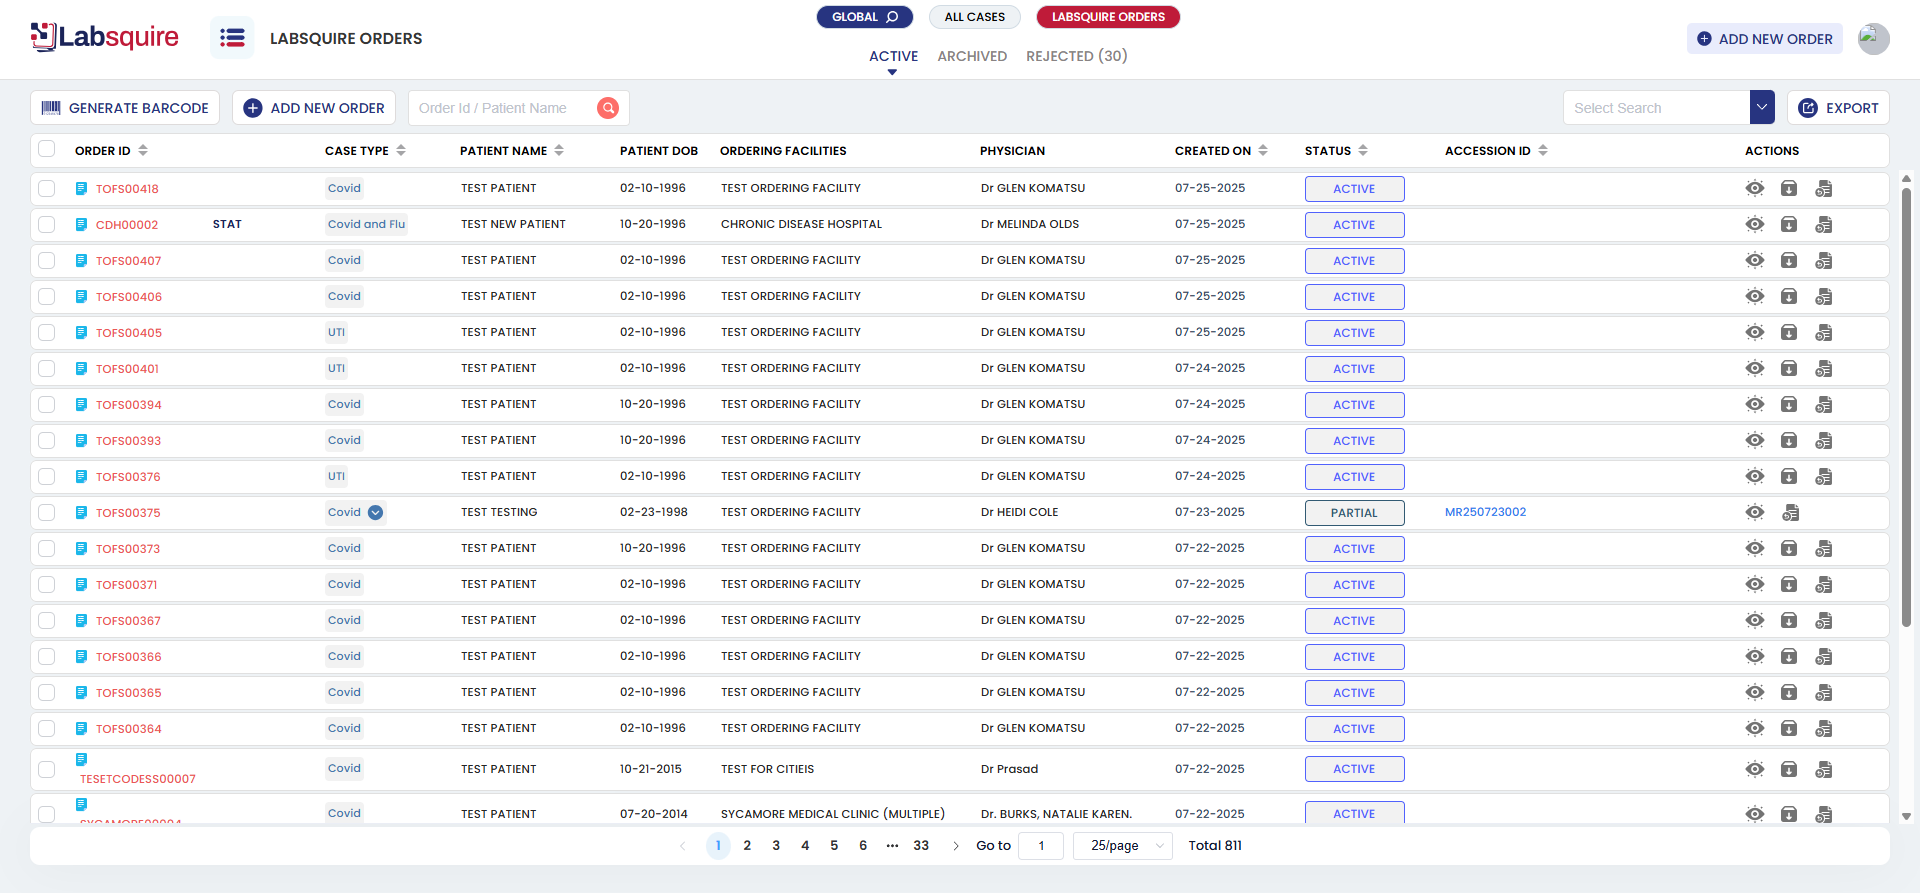 Labsquire
LABSQUIRE ORDERS
GLOBAL
ALL CASES
LABSQUIRE ORDERS
ACTIVE
ARCHIVED
REJECTED (30)
ADD NEW ORDER
GENERATE BARCODE
ADD NEW ORDER
Order Id / Patient Name
Select Search
EXPORT
ORDER ID CASE TYPE PATIENT NAME PATIENT DOB ORDERING FACILITIES PHYSICIAN CREATED ON STATUS ACCESSION ID ACTIONS
TOFS00418 Covid TEST PATIENT 02-10-1996 TEST ORDERING FACILITY Dr GLEN KOMATSU 07-25-2025 ACTIVE
CDH00002 STAT Covid and Flu TEST NEW PATIENT 10-20-1996 CHRONIC DISEASE HOSPITAL Dr MELINDA OLDS 07-25-2025 ACTIVE
TOFS00407 Covid TEST PATIENT 02-10-1996 TEST ORDERING FACILITY Dr GLEN KOMATSU 07-25-2025 ACTIVE
TOFS00406 Covid TEST PATIENT 02-10-1996 TEST ORDERING FACILITY Dr GLEN KOMATSU 07-25-2025 ACTIVE
TOFS00405 UTI TEST PATIENT 02-10-1996 TEST ORDERING FACILITY Dr GLEN KOMATSU 07-25-2025 ACTIVE
TOFS00401 UTI TEST PATIENT 02-10-1996 TEST ORDERING FACILITY Dr GLEN KOMATSU 07-24-2025 ACTIVE
TOFS00394 Covid TEST PATIENT 10-20-1996 TEST ORDERING FACILITY Dr GLEN KOMATSU 07-24-2025 ACTIVE
TOFS00393 Covid TEST PATIENT 10-20-1996 TEST ORDERING FACILITY Dr GLEN KOMATSU 07-24-2025 ACTIVE
TOFS00376 UTI TEST PATIENT 02-10-1996 TEST ORDERING FACILITY Dr GLEN KOMATSU 07-24-2025 ACTIVE
TOFS00375 Covid TEST TESTING 02-23-1998 TEST ORDERING FACILITY Dr HEIDI COLE 07-23-2025 PARTIAL MR250723002
TOFS00373 Covid TEST PATIENT 10-20-1996 TEST ORDERING FACILITY Dr GLEN KOMATSU 07-22-2025 ACTIVE
TOFS00371 Covid TEST PATIENT 02-10-1996 TEST ORDERING FACILITY Dr GLEN KOMATSU 07-22-2025 ACTIVE
TOFS00367 Covid TEST PATIENT 02-10-1996 TEST ORDERING FACILITY Dr GLEN KOMATSU 07-22-2025 ACTIVE
TOFS00366 Covid TEST PATIENT 02-10-1996 TEST ORDERING FACILITY Dr GLEN KOMATSU 07-22-2025 ACTIVE
TOFS00365 Covid TEST PATIENT 02-10-1996 TEST ORDERING FACILITY Dr GLEN KOMATSU 07-22-2025 ACTIVE
TOFS00364 Covid TEST PATIENT 02-10-1996 TEST ORDERING FACILITY Dr GLEN KOMATSU 07-22-2025 ACTIVE
TESETCODESS00007 Covid TEST PATIENT 10-21-2015 TEST FOR CITIEIS Dr Prasad 07-22-2025 ACTIVE
Covid TEST PATIENT 07-20-2014 SYCAMORE MEDICAL CLINIC (MULTIPLE) Dr. BURKS, NATALIE KAREN. 07-22-2025 ACTIVE
1 2 3 4 5 6 ••• 33 Go to 1 25/page Total 811